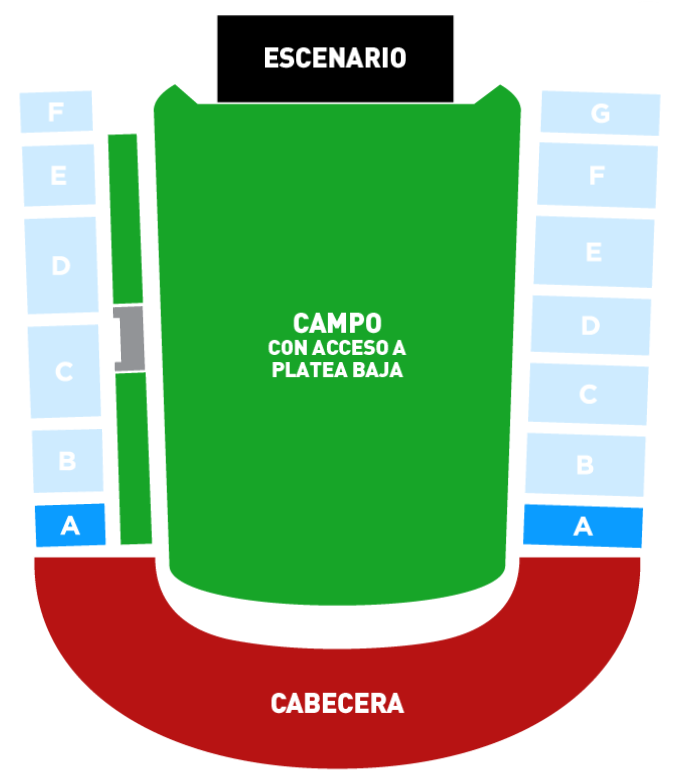 ESCENARIO
F
G
E
F
D
E
CAMPO
CON ACCESO A
PLATEA BAJA
D
C
C
B
B
A
A
CABECERA